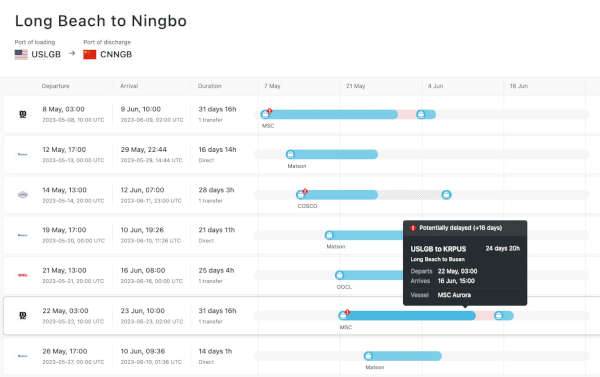 Long Beach to Ningbo
Port of loading
Port of discharge
USLGB → CNNGB
Departure Arrival Duration 7 May 21 May 4 Jun 18 Jun
8 May, 03:00 9 Jun, 10:00 31 days 16h
2023-05-08, 10:00 UTC 2023-06-09, 02:00 UTC 1 transfer
MSC
12 May, 17:00 29 May, 22:44 16 days 14h
2023-05-13, 00:00 UTC 2023-05-29, 14:44 UTC Direct
Matson
14 May, 13:00 12 Jun, 07:00 28 days 3h
2023-05-14, 20:00 UTC 2023-06-11, 23:00 UTC 1 transfer
COSCO
19 May, 17:00 10 Jun, 19:26 21 days 11h
2023-05-20, 00:00 UTC 2023-06-10, 11:26 UTC Direct
Matson
21 May, 13:00 16 Jun, 08:00 25 days 4h
2023-05-21, 20:00 UTC 2023-06-16, 00:00 UTC 1 transfer
OOCL
Potentially delayed (+16 days)
USLGB to KRPUS 24 days 20h
Long Beach to Busan
Departs 22 May, 03:00
Arrives 16 Jun, 15:00
Vessel MSC Aurora
22 May, 03:00 23 Jun, 10:00 31 days 16h
2023-05-22, 10:00 UTC 2023-06-23, 02:00 UTC 1 transfer
MSC
26 May, 17:00 10 Jun, 09:36 14 days 1h
2023-05-27, 00:00 UTC 2023-06-10, 01:36 UTC Direct
Matson